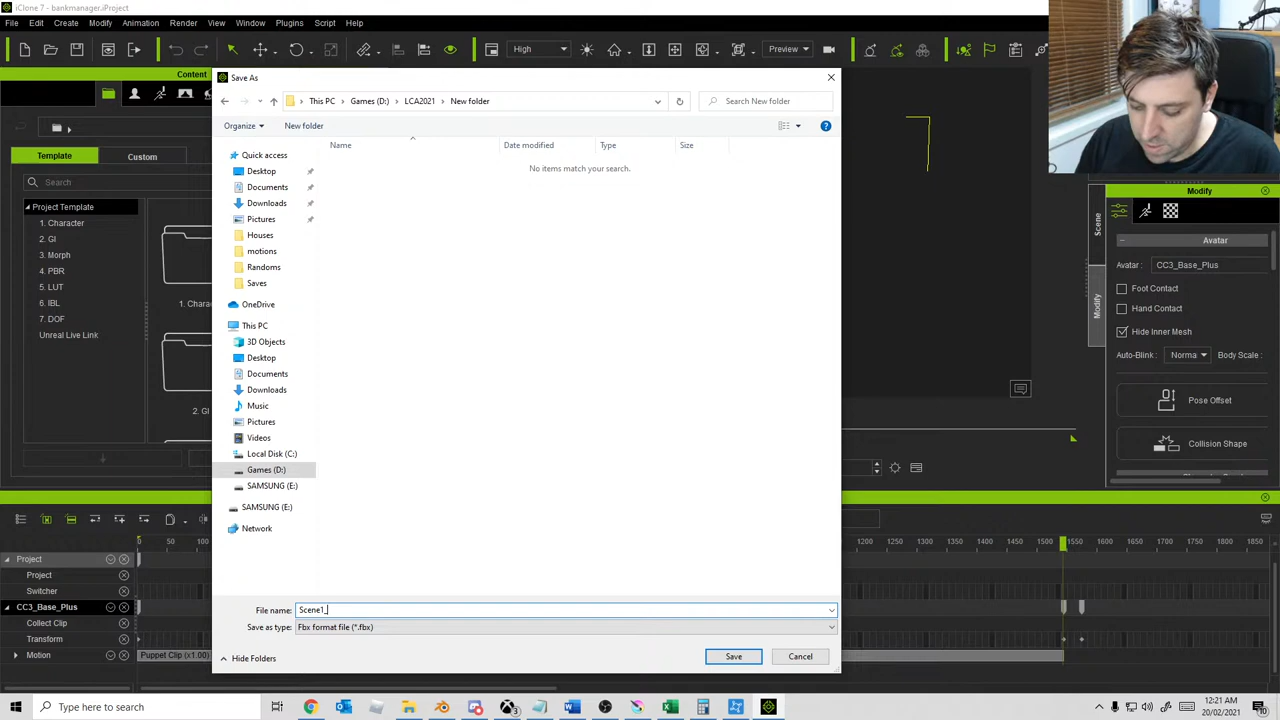 iClone 7 - bankmanager.iProject
File Edit Create Modify Animation Render View Window Plugins Script Help
High
Preview
Content
Template
Custom
Search
Project Template
1. Character
2. GI
3. Morph
4. PBR
5. LUT
6. IBL
7. DOF
Unreal Live Link
1. Charac
2. GI
Save As
This PC Games (D:) LCA2021 New folder
Search New folder
Organize New folder
Name Date modified Type Size
No items match your search.
Quick access
Desktop
Documents
Downloads
Pictures
Houses
motions
Randoms
Saves
OneDrive
This PC
3D Objects
Desktop
Documents
Downloads
Music
Pictures
Videos
Local Disk (C:)
Games (D:)
SAMSUNG (E:)
SAMSUNG (E:)
Network
File name: Scene1_
Save as type: Fbx format file (*.fbx)
Hide Folders
Save
Cancel
Scene
Modify
Modify
Avatar
Avatar : CC3_Base_Plus
Foot Contact
Hand Contact
Hide Inner Mesh
Auto-Blink : Norma Body Scale :
Pose Offset
Collision Shape
0 50 100
1200 1250 1300 1350 1400 1450 1500 1550 1600 1650 1700 1750 1800 1850
Project
Project
Switcher
CC3_Base_Plus
Collect Clip
Transform
Motion
Puppet Clip (x1.00)
Type here to search
12:21 AM
20/02/2021